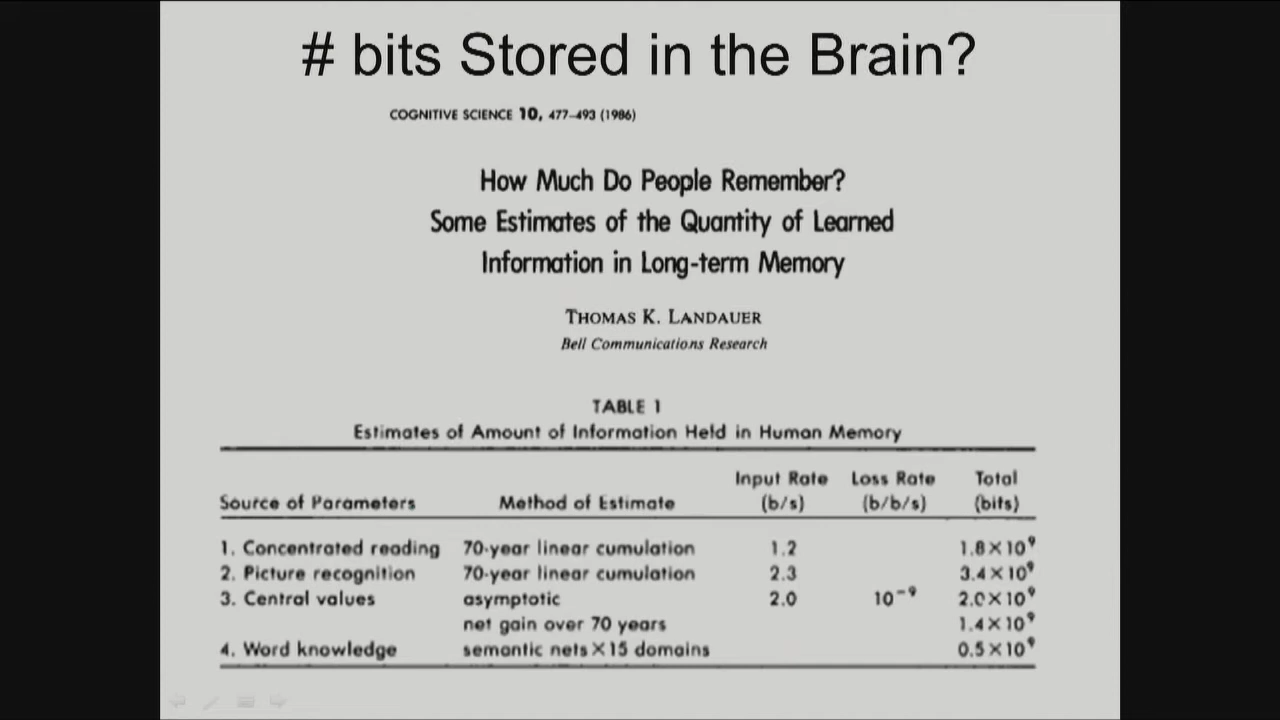 # bits Stored in the Brain?
COGNITIVE SCIENCE 10, 477-493 (1986)
How Much Do People Remember?
Some Estimates of the Quantity of Learned
Information in Long-term Memory
THOMAS K. LANDAUER
Bell Communications Research
TABLE 1
Estimates of Amount of Information Held in Human Memory
Input Rate Loss Rate Total
Source of Parameters Method of Estimate (b/s) (b/b/s) (bits)
1. Concentrated reading 70-year linear cumulation 1.2 1.8×10⁹
2. Picture recognition 70-year linear cumulation 2.3 3.4×10⁹
3. Central values asymptotic 2.0 10⁻⁹ 2.0×10⁹
net gain over 70 years 1.4×10⁹
4. Word knowledge semantic nets×15 domains 0.5×10⁹